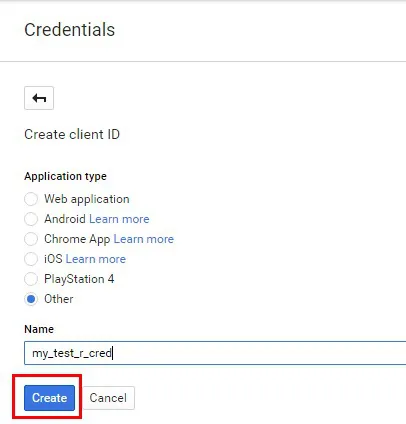 Credentials
Create client ID
Application type
Web application
Android Learn more
Chrome App Learn more
iOS Learn more
PlayStation 4
Other
Name
my_test_r_cred
Create Cancel